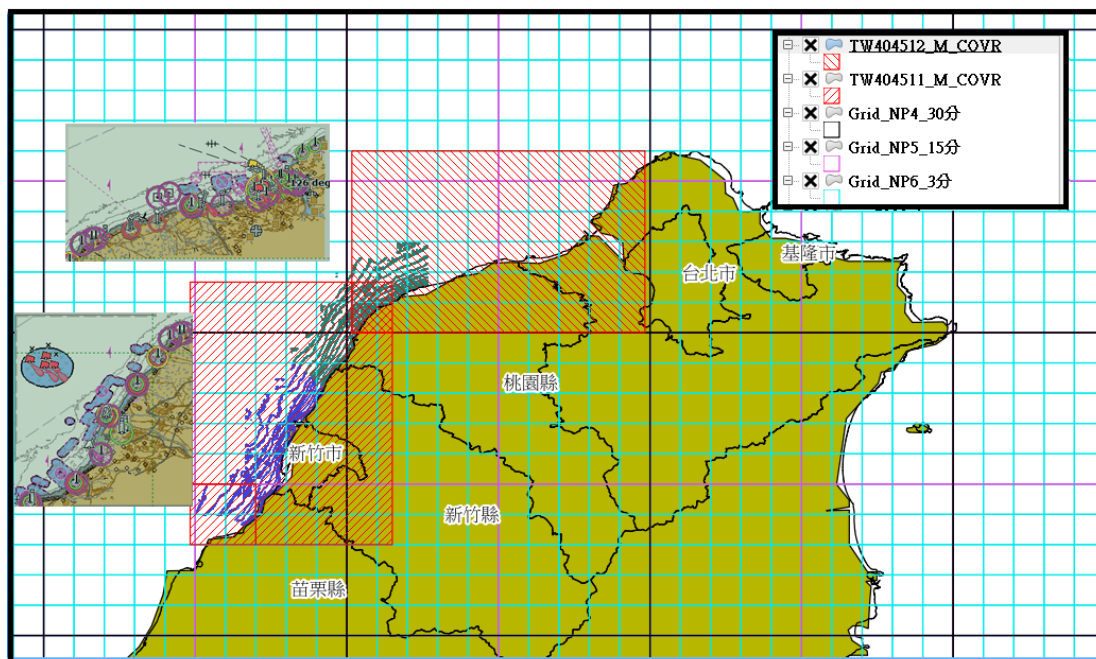 TW404512_M_COVR
TW404511_M_COVR
Grid_NP4_30分
Grid_NP5_15分
Grid_NP6_3分
126 deg
基隆市
台北市
桃園縣
新竹市
新竹縣
苗栗縣